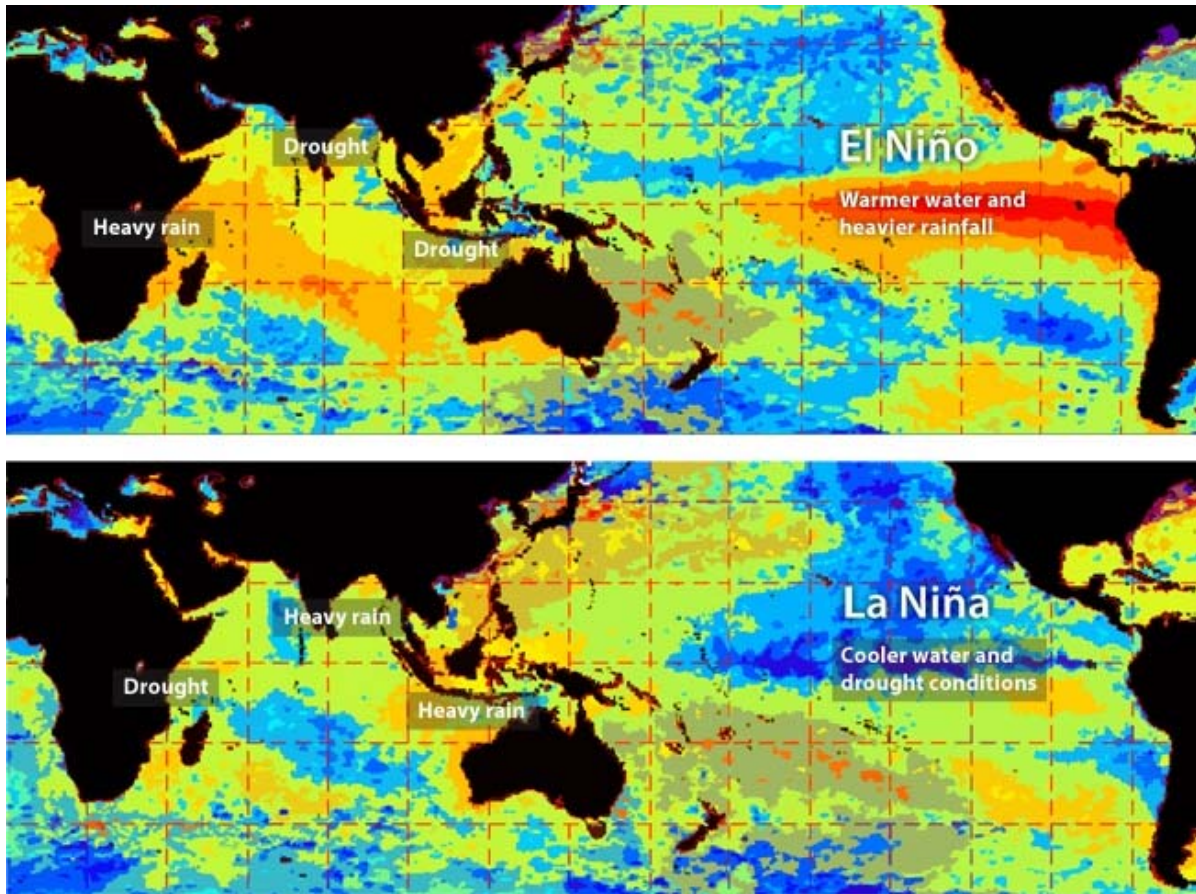 Drought
El Niño
Warmer water and
heavier rainfall
Heavy rain
Drought
Heavy rain
La Niña
Cooler water and
drought conditions
Drought
Heavy rain